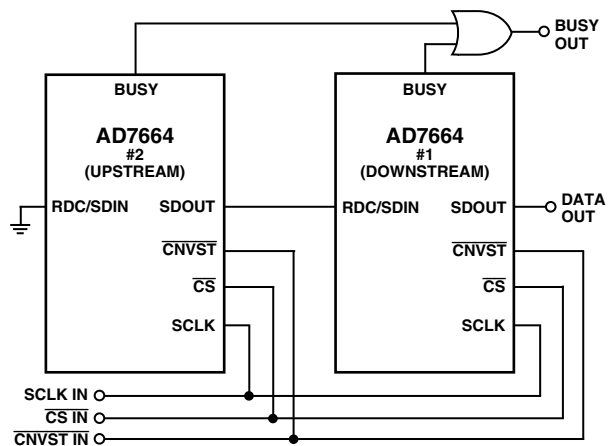 BUSY
OUT
BUSY
BUSY
AD7664
#2
(UPSTREAM)
AD7664
#1
(DOWNSTREAM)
RDC/SDIN
SDOUT
RDC/SDIN
SDOUT
DATA
OUT
CNVST
CNVST
CS
CS
SCLK
SCLK
SCLK IN
CS IN
CNVST IN